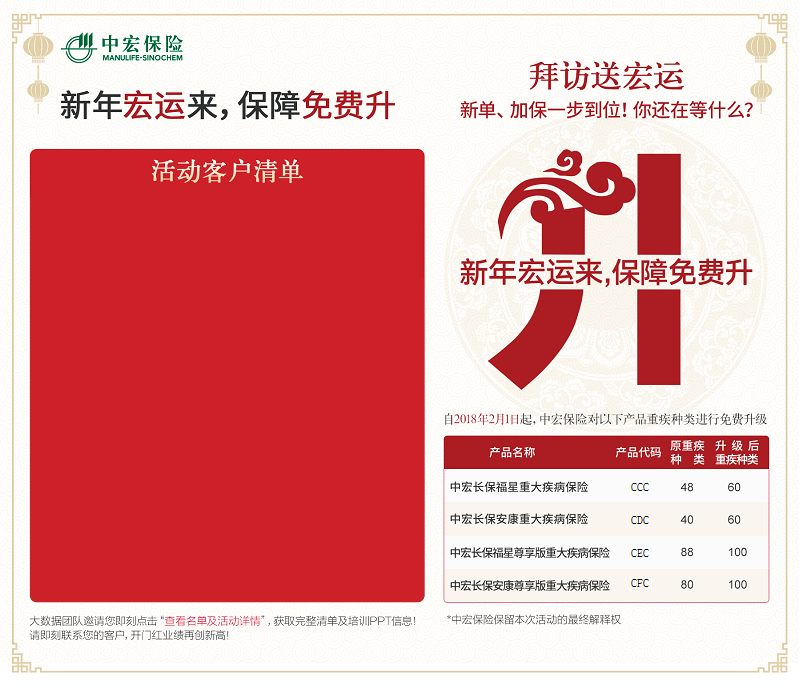 中宏保险
MANULIFE-SINOCHEM
新年宏运来，保障免费升
活动客户清单
大数据团队邀请您即刻点击“查看名单及活动详情”，获取完整清单及培训PPT信息！
请即刻联系您的客户，开门红业绩再创新高！
拜访送宏运
新单、加保一步到位！你还在等什么？
升
新年宏运来,保障免费升
自2018年2月1日起，中宏保险对以下产品重疾种类进行免费升级
产品名称 产品代码 原重疾种类 升级后重疾种类
中宏长保福星重大疾病保险 CCC 48 60
中宏长保安康重大疾病保险 CDC 40 60
中宏长保福星尊享版重大疾病保险 CEC 88 100
中宏长保安康尊享版重大疾病保险 CFC 80 100
*中宏保险保留本次活动的最终解释权